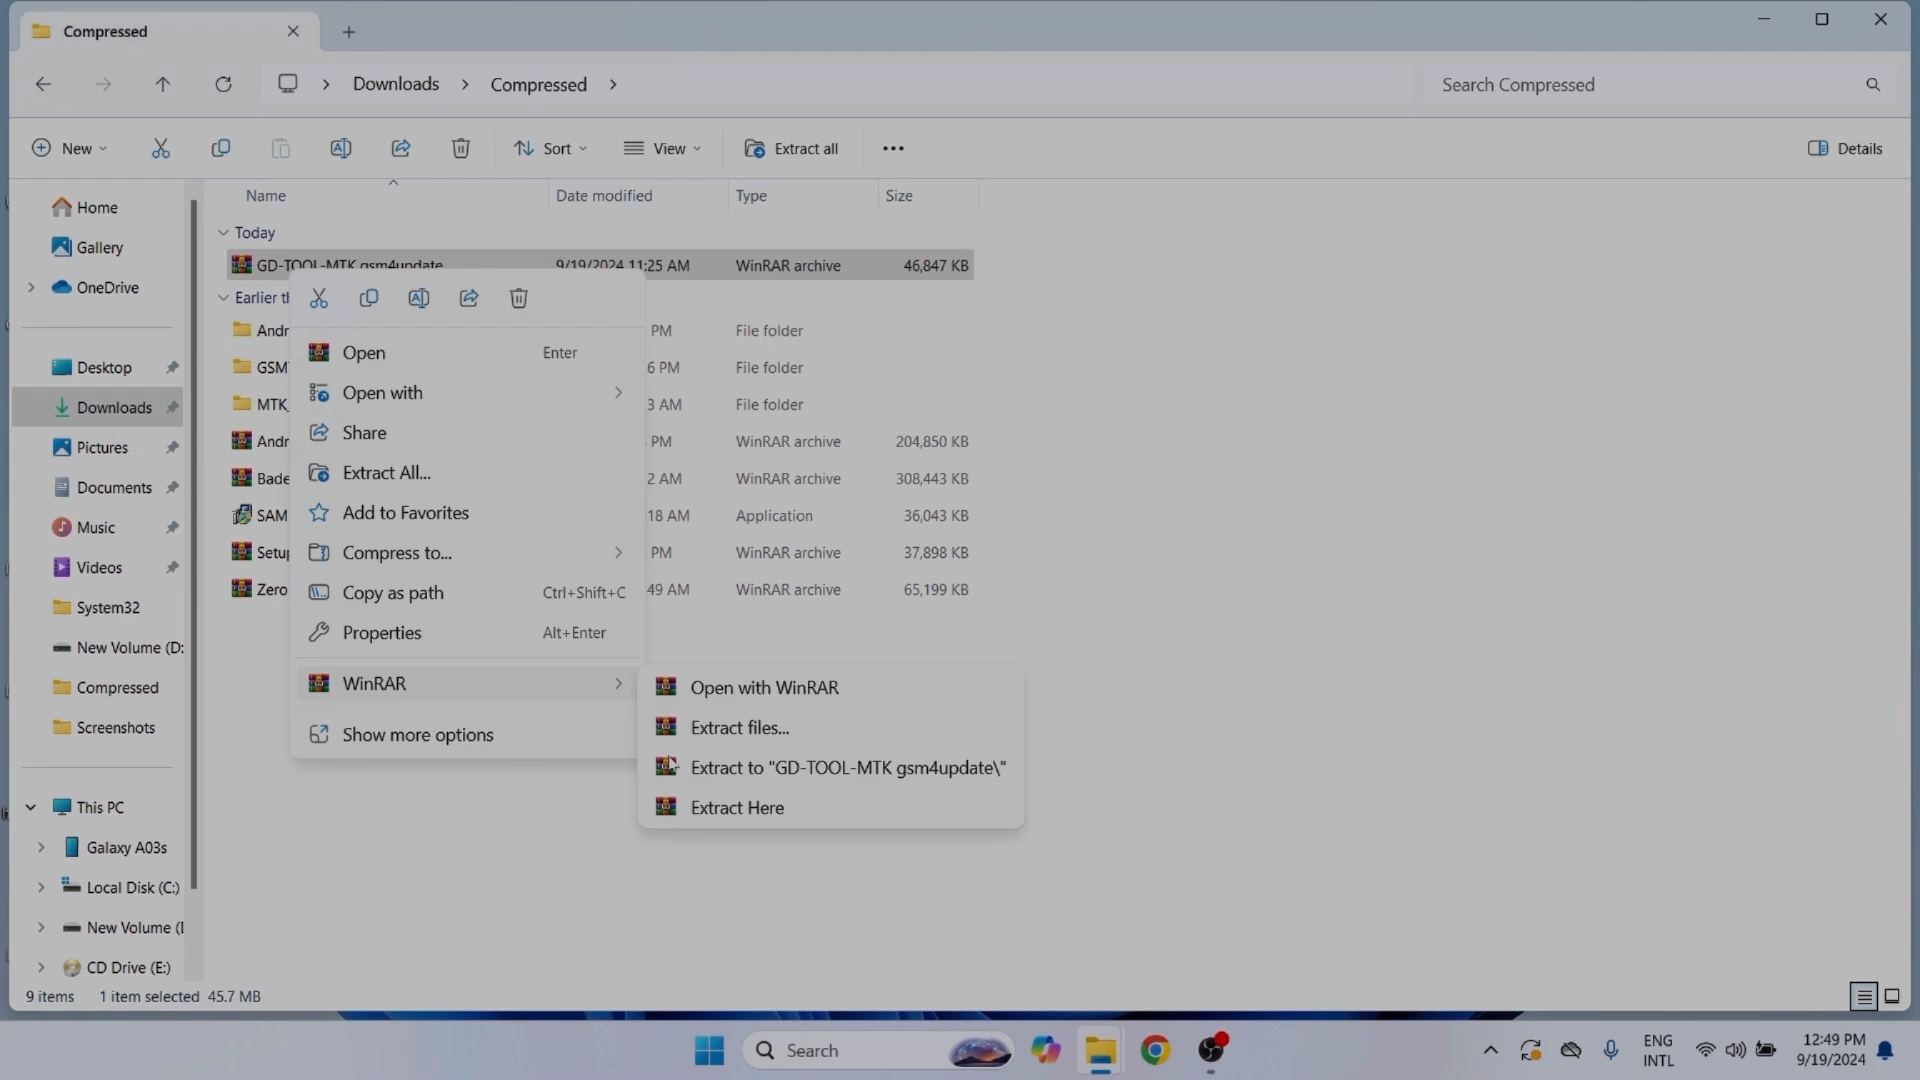 Compressed
Downloads
Compressed
Search Compressed
New
Sort
View
Extract all
Details
Name
Date modified
Type
Size
Home
Gallery
OneDrive
Desktop
Downloads
Pictures
Documents
Music
Videos
System32
New Volume (D:
Compressed
Screenshots
This PC
Galaxy A03s
Local Disk (C:)
New Volume (
CD Drive (E:)
Today
GD-TOOL-MTK gsm4update 9/19/2024 11:25 AM WinRAR archive 46,847 KB
Earlier th
Andr PM File folder
GSM 6 PM File folder
MTK_ 3 AM File folder
Andr PM WinRAR archive 204,850 KB
Bade 2 AM WinRAR archive 308,443 KB
SAM 18 AM Application 36,043 KB
Setu PM WinRAR archive 37,898 KB
Zero 49 AM WinRAR archive 65,199 KB
Open Enter
Open with
Share
Extract All...
Add to Favorites
Compress to...
Copy as path Ctrl+Shift+C
Properties Alt+Enter
WinRAR
Show more options
Open with WinRAR
Extract files...
Extract to "GD-TOOL-MTK gsm4update\"
Extract Here
9 items 1 item selected 45.7 MB
Search
ENG
INTL
12:49 PM
9/19/2024